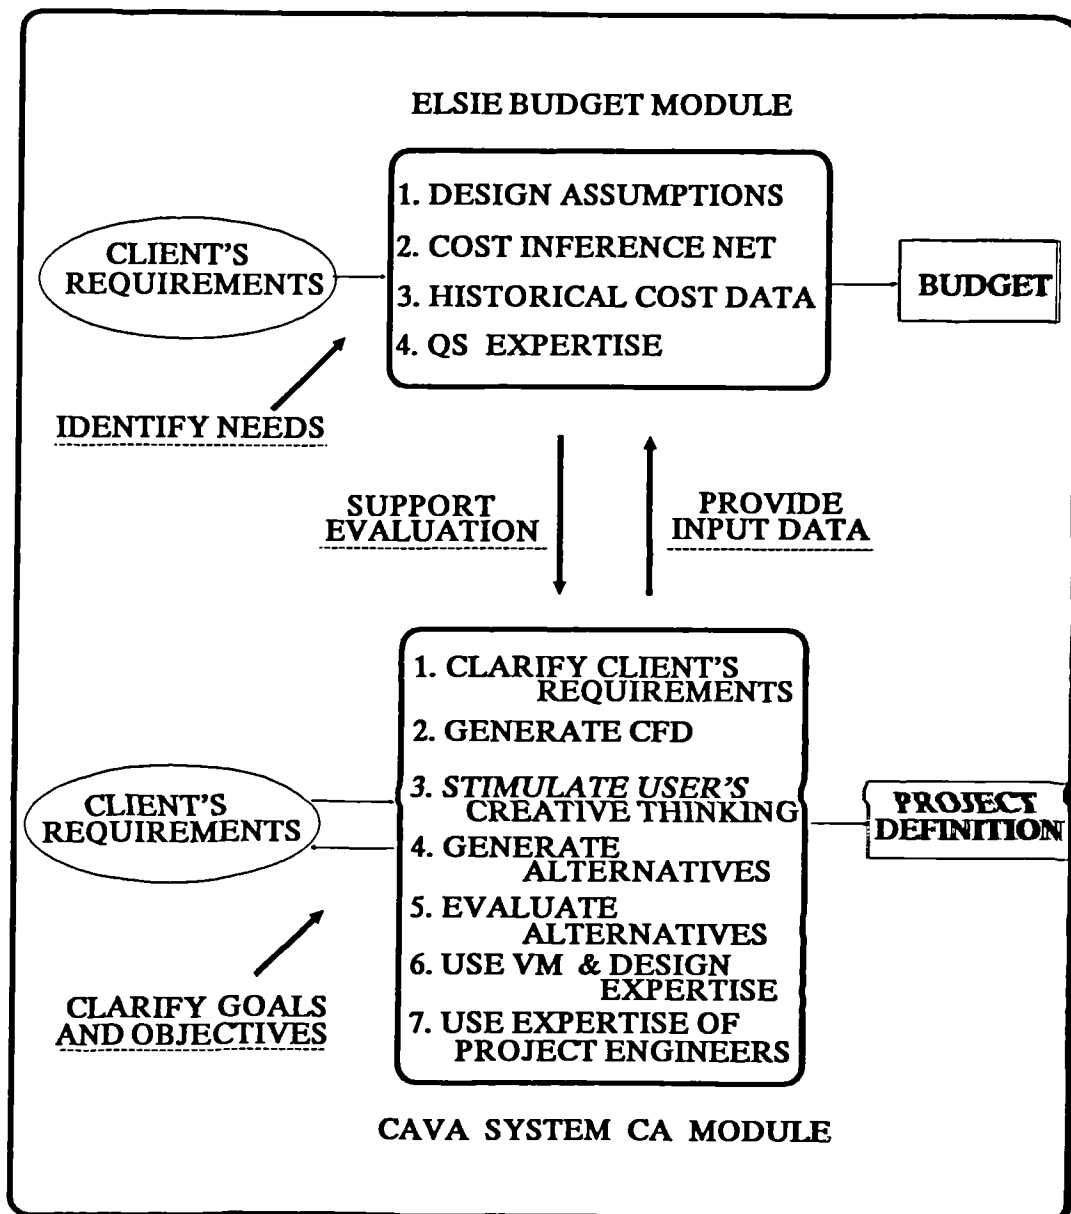 ELSIE BUDGET MODULE
CLIENT'S
REQUIREMENTS
1. DESIGN ASSUMPTIONS
2. COST INFERENCE NET
3. HISTORICAL COST DATA
4. QS EXPERTISE
BUDGET
IDENTIFY NEEDS
SUPPORT
EVALUATION
PROVIDE
INPUT DATA
CLIENT'S
REQUIREMENTS
1. CLARIFY CLIENT'S
REQUIREMENTS
2. GENERATE CFD
3. STIMULATE USER'S
CREATIVE THINKING
4. GENERATE
ALTERNATIVES
5. EVALUATE
ALTERNATIVES
6. USE VM & DESIGN
EXPERTISE
7. USE EXPERTISE OF
PROJECT ENGINEERS
PROJECT
DEFINITION
CLARIFY GOALS
AND OBJECTIVES
CAVA SYSTEM CA MODULE